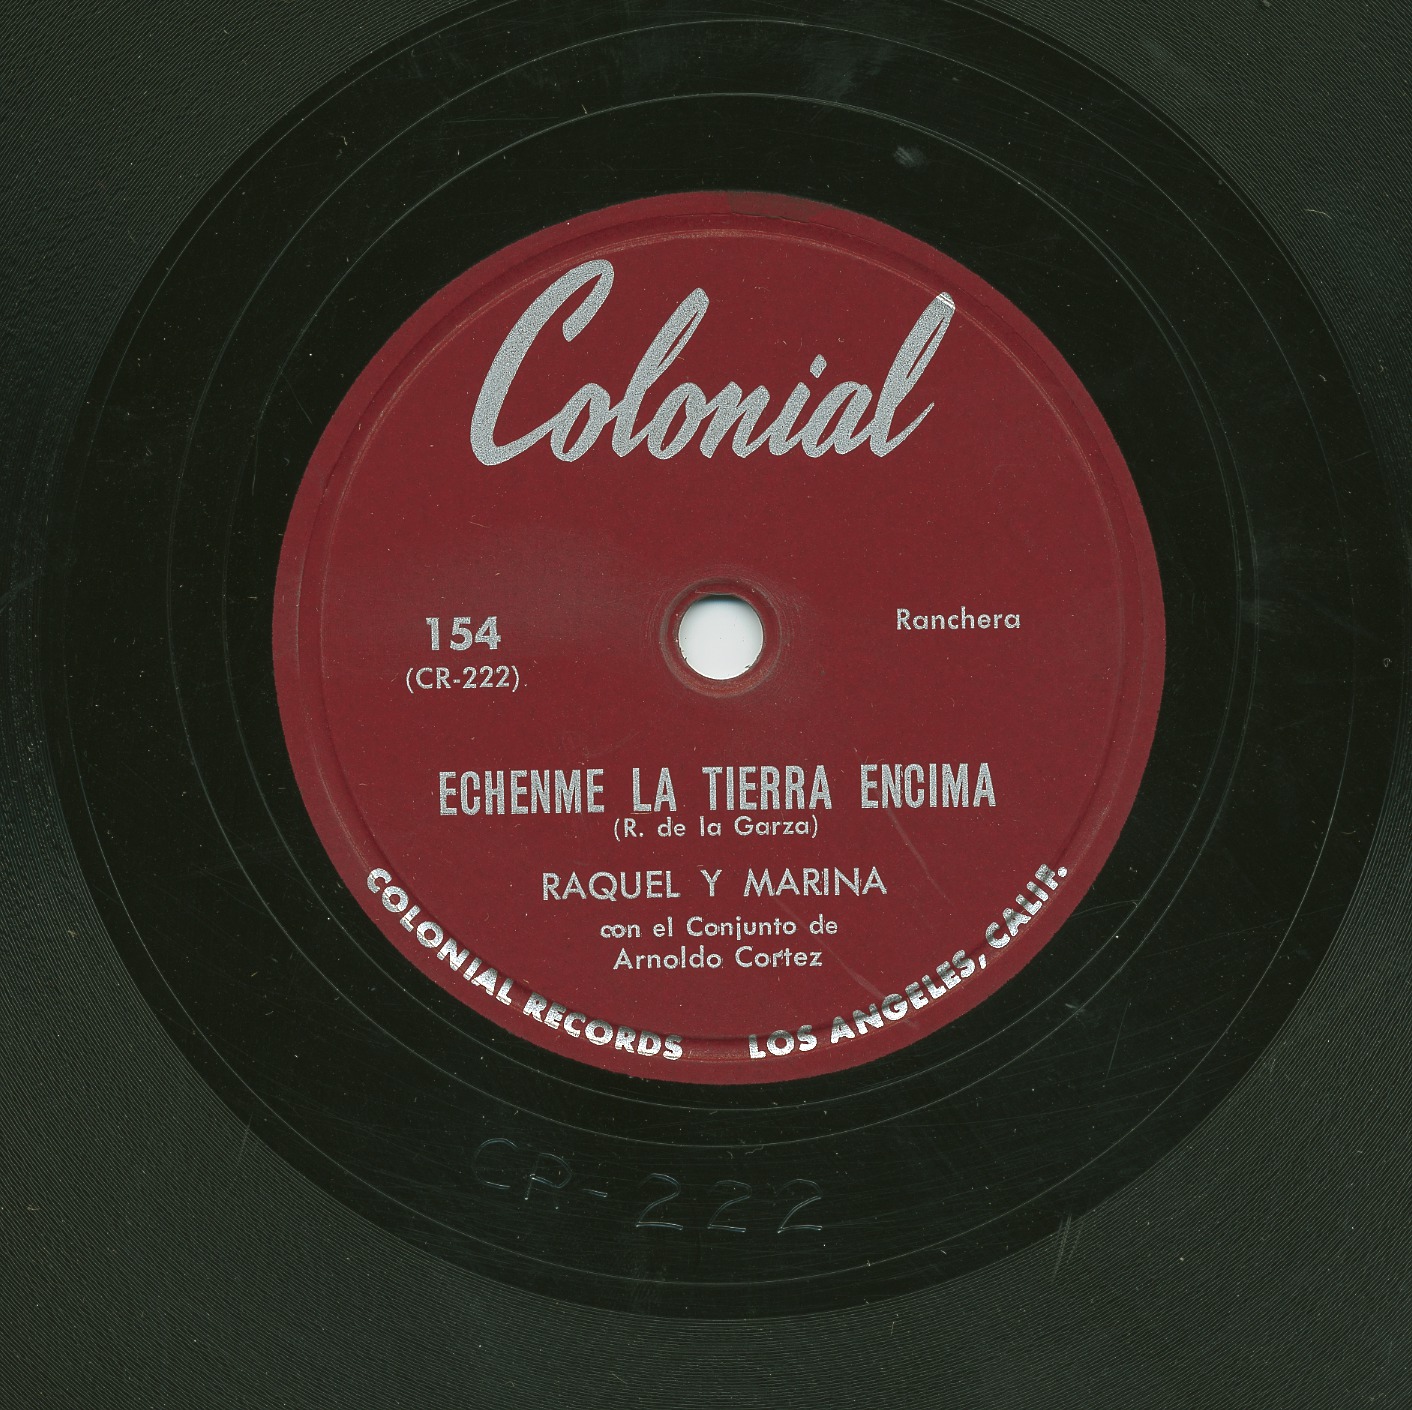 Colonial
154
(CR-222)
Ranchera
ECHENME LA TIERRA ENCIMA
(R. de la Garza)
RAQUEL Y MARINA
con el Conjunto de
Arnoldo Cortez
COLONIAL RECORDS LOS ANGELES, CALIF.
CR-222